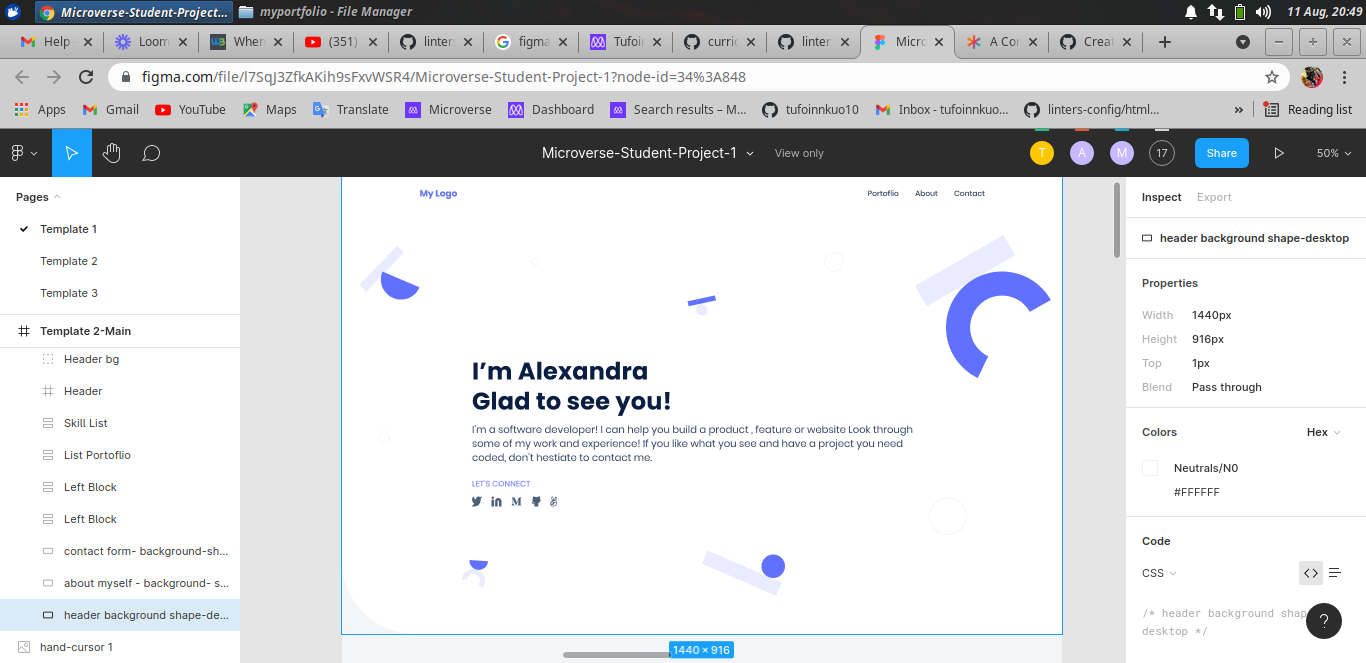 Microverse-Student-Project...
myportfolio - File Manager
11 Aug, 20:49
Help
Loom
Wher
(351)
linters
figma
Tufoin
curric
linter
Micro
A Cor
Creat
figma.com/file/l7SqJ3ZfkAKih9sFxvWSR4/Microverse-Student-Project-1?node-id=34%3A848
Apps
Gmail
YouTube
Maps
Translate
Microverse
Dashboard
Search results – M...
tufoinnkuo10
Inbox - tufoinnkuo...
linters-config/html...
»
Reading list
Microverse-Student-Project-1
View only
T
A
M
17
Share
50%
Pages
Template 1
Template 2
Template 3
Template 2-Main
Header bg
Header
Skill List
List Portoflio
Left Block
Left Block
contact form- background-sh...
about myself - background- s...
header background shape-de...
hand-cursor 1
My Logo
Portoflio
About
Contact
I’m Alexandra
Glad to see you!
I’m a software developer! I can help you build a product , feature or website Look through
some of my work and experience! If you like what you see and have a project you need
coded, don’t hestiate to contact me.
LET’S CONNECT
1440 × 916
Inspect
Export
header background shape-desktop
Properties
Width 1440px
Height 916px
Top 1px
Blend Pass through
Colors
Hex
Neutrals/N0
#FFFFFF
Code
CSS
/* header background shap
desktop */
?